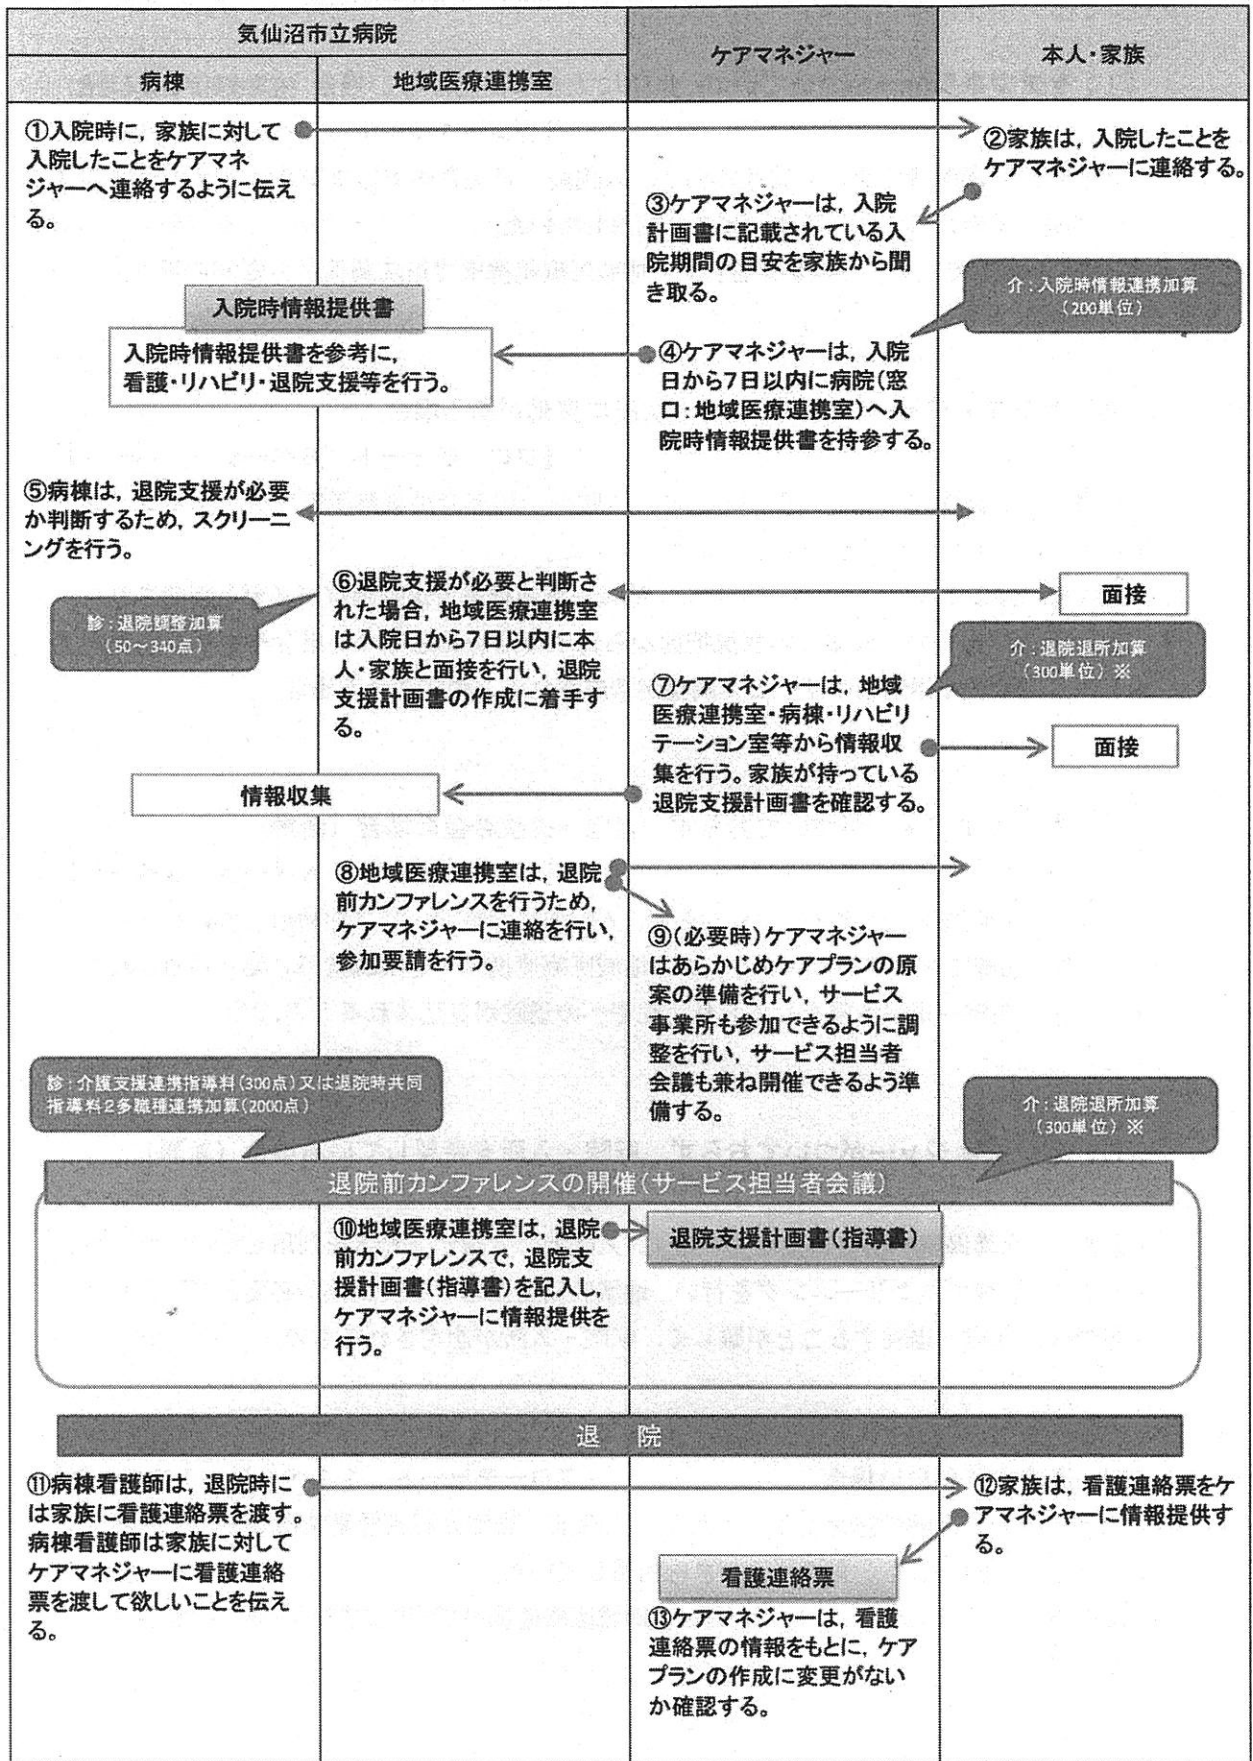 気仙沼市立病院
ケアマネジャー
本人・家族
病棟
地域医療連携室
①入院時に，家族に対して
入院したことをケアマネ
ジャーへ連絡するように伝え
る。
②家族は，入院したことを
ケアマネジャーに連絡する。
③ケアマネジャーは，入院
計画書に記載されている入
院期間の目安を家族から聞
き取る。
介：入院時情報連携加算
（200単位）
入院時情報提供書
入院時情報提供書を参考に，
看護・リハビリ・退院支援等を行う。
④ケアマネジャーは，入院
日から7日以内に病院（窓
口：地域医療連携室）へ入
院時情報提供書を持参する。
⑤病棟は，退院支援が必要
か判断するため，スクリーニ
ングを行う。
⑥退院支援が必要と判断さ
れた場合，地域医療連携室
は入院日から7日以内に本
人・家族と面接を行い，退院
支援計画書の作成に着手す
る。
面接
診：退院調整加算
（50～340点）
介：退院退所加算
（300単位）※
⑦ケアマネジャーは，地域
医療連携室・病棟・リハビリ
テーション室等から情報収
集を行う。家族が持っている
退院支援計画書を確認する。
面接
情報収集
⑧地域医療連携室は，退院
前カンファレンスを行うため，
ケアマネジャーに連絡を行い，
参加要請を行う。
⑨（必要時）ケアマネジャー
はあらかじめケアプランの原
案の準備を行い，サービス
事業所も参加できるように調
整を行い，サービス担当者
会議も兼ね開催できるよう準
備する。
診：介護支援連携指導料（300点）又は退院時共同
指導料２多職種連携加算（2000点）
介：退院退所加算
（300単位）※
退院前カンファレンスの開催（サービス担当者会議）
⑩地域医療連携室は，退院
前カンファレンスで，退院支
援計画書（指導書）を記入し，
ケアマネジャーに情報提供を
行う。
退院支援計画書（指導書）
退　院
⑪病棟看護師は，退院時に
は家族に看護連絡票を渡す。
病棟看護師は家族に対して
ケアマネジャーに看護連絡
票を渡して欲しいことを伝え
る。
⑫家族は，看護連絡票をケ
アマネジャーに情報提供す
る。
看護連絡票
⑬ケアマネジャーは，看護
連絡票の情報をもとに，ケア
プランの作成に変更がない
か確認する。